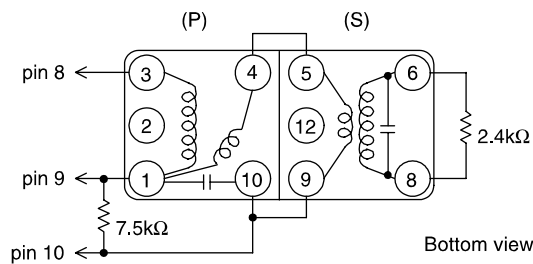 (P) (S)
pin 8 3 4 5 6
2 12 2.4kΩ
pin 9 1 10 9 8
7.5kΩ
pin 10
Bottom view